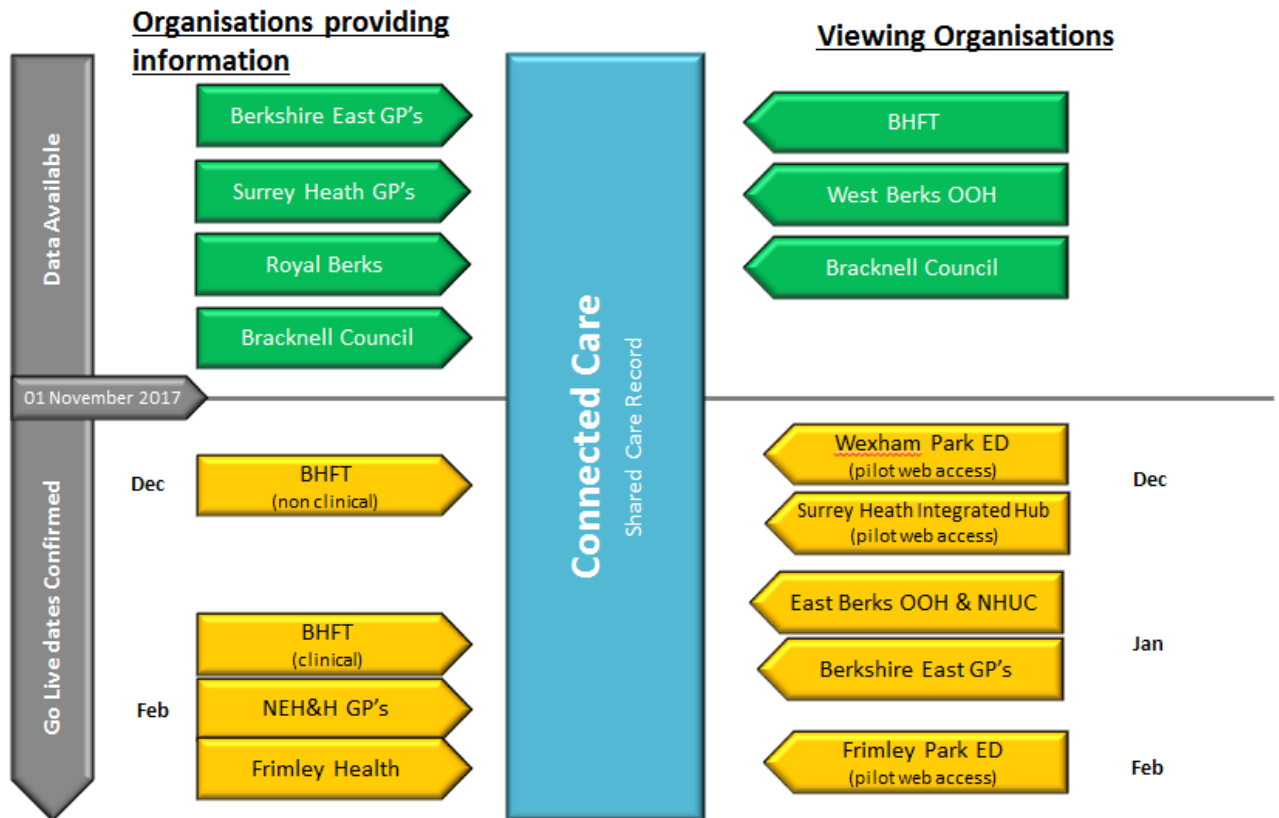 Organisations providing
information
Viewing Organisations
Data Available
Berkshire East GP's
Surrey Heath GP's
Royal Berks
Bracknell Council
Connected Care
Shared Care Record
BHFT
West Berks OOH
Bracknell Council
01 November 2017
Go Live dates Confirmed
Dec
BHFT
(non clinical)
Feb
BHFT
(clinical)
NEH&H GP's
Frimley Health
Wexham Park ED
(pilot web access)
Surrey Heath Integrated Hub
(pilot web access)
Dec
East Berks OOH & NHUC
Berkshire East GP's
Jan
Frimley Park ED
(pilot web access)
Feb